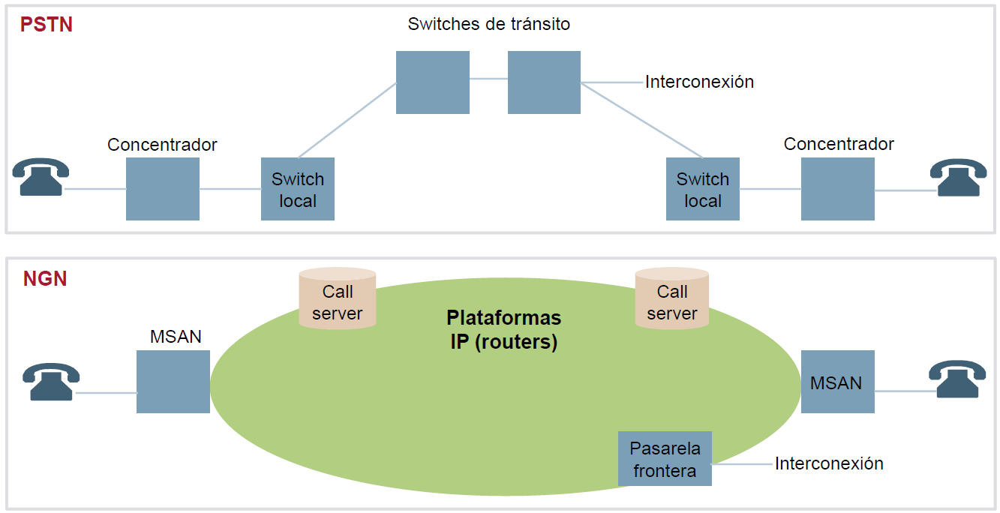 PSTN
Switches de tránsito
Interconexión
Concentrador
Concentrador
Switch
local
Switch
local
NGN
Call
server
Call
server
Plataformas
IP (routers)
MSAN
MSAN
Pasarela
frontera
Interconexión